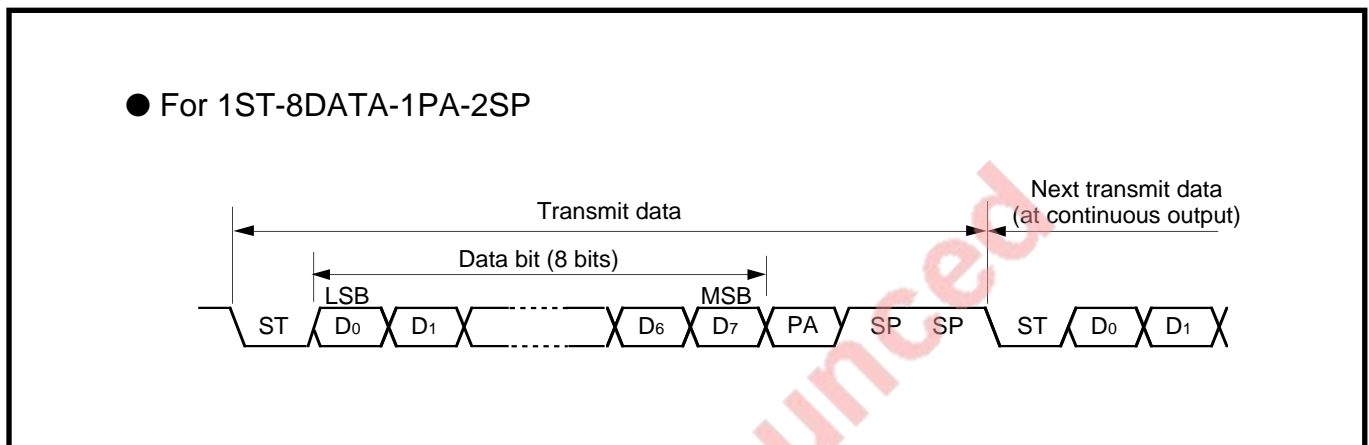 ● For 1ST-8DATA-1PA-2SP
Next transmit data
(at continuous output)
Transmit data
Data bit (8 bits)
LSB MSB
ST D0 D1 D6 D7 PA SP SP ST D0 D1
unced